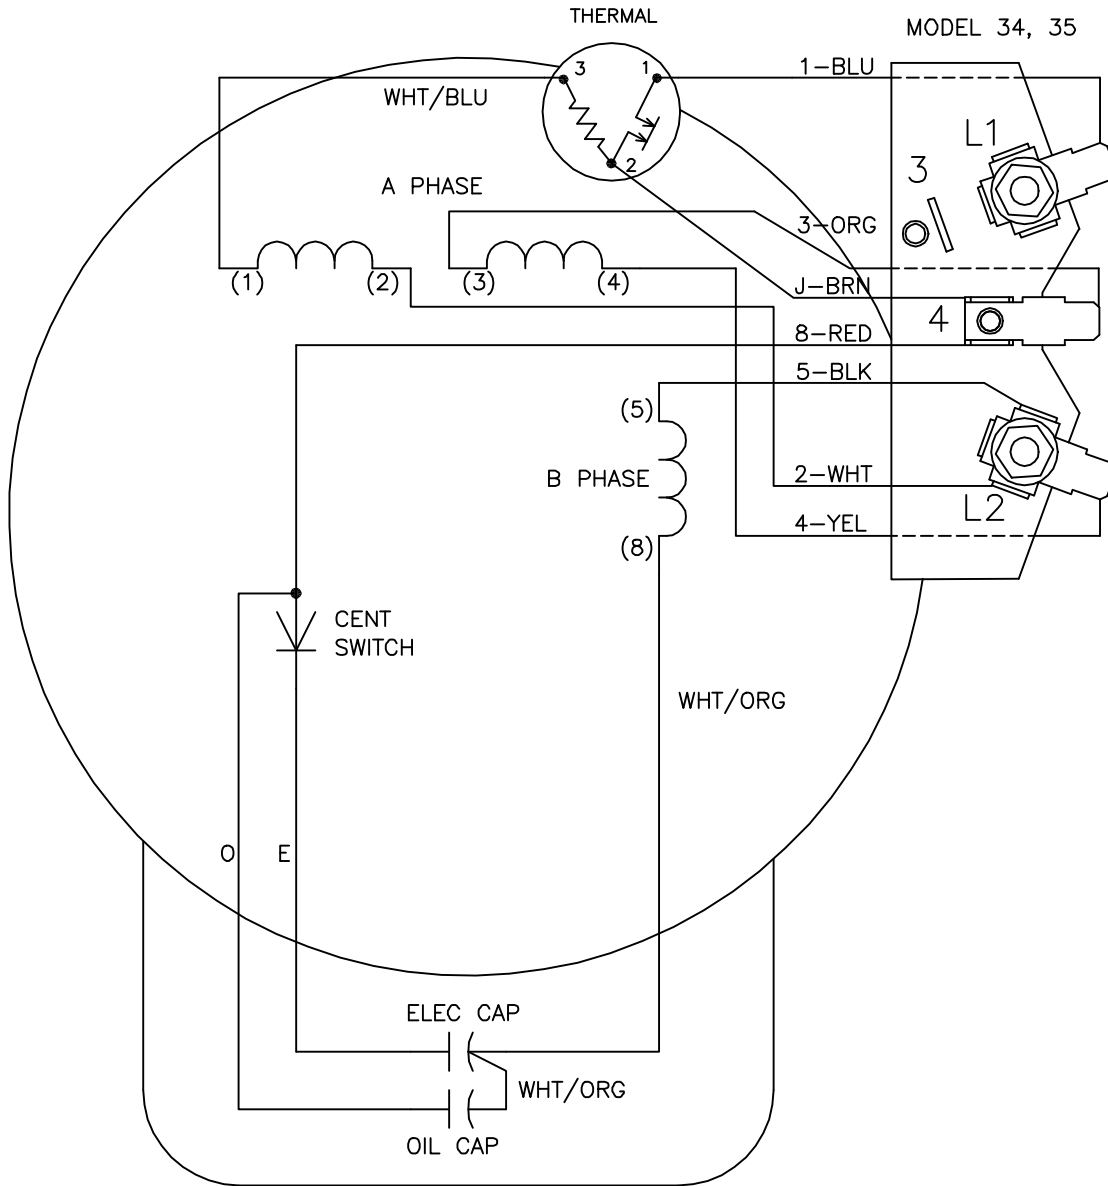 THERMAL
MODEL 34, 35
3
1
1-BLU
WHT/BLU
L1
2
3
A PHASE
3-ORG
(1)
(2)
(3)
(4)
J-BRN
4
8-RED
5-BLK
(5)
B PHASE
2-WHT
L2
4-YEL
(8)
CENT
SWITCH
WHT/ORG
O
E
ELEC CAP
WHT/ORG
OIL CAP